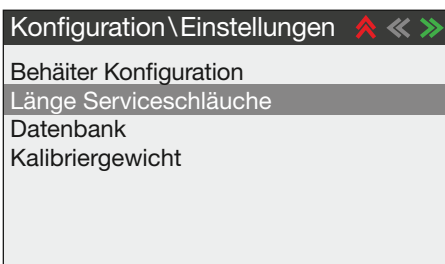 Konfiguration\Einstellungen
Behäiter Konfiguration
Länge Serviceschläuche
Datenbank
Kalibriergewicht